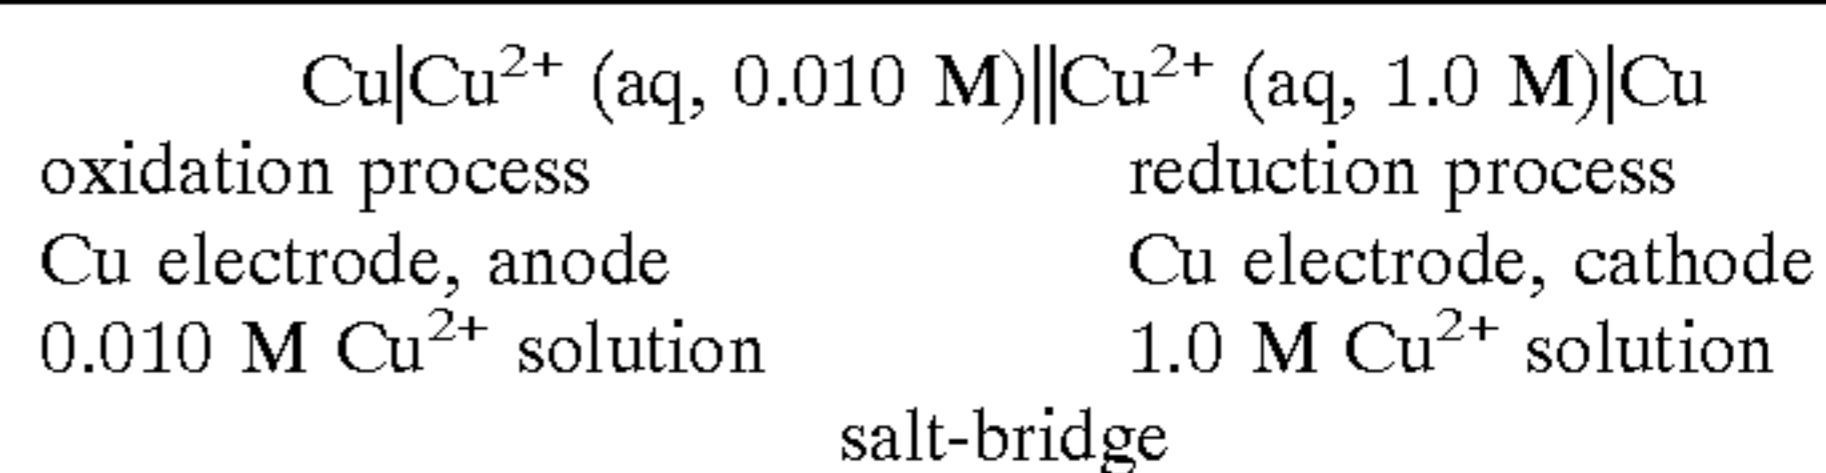 Cu|Cu²⁺ (aq, 0.010 M)||Cu²⁺ (aq, 1.0 M)|Cu
oxidation process reduction process
Cu electrode, anode Cu electrode, cathode
0.010 M Cu²⁺ solution 1.0 M Cu²⁺ solution
salt-bridge